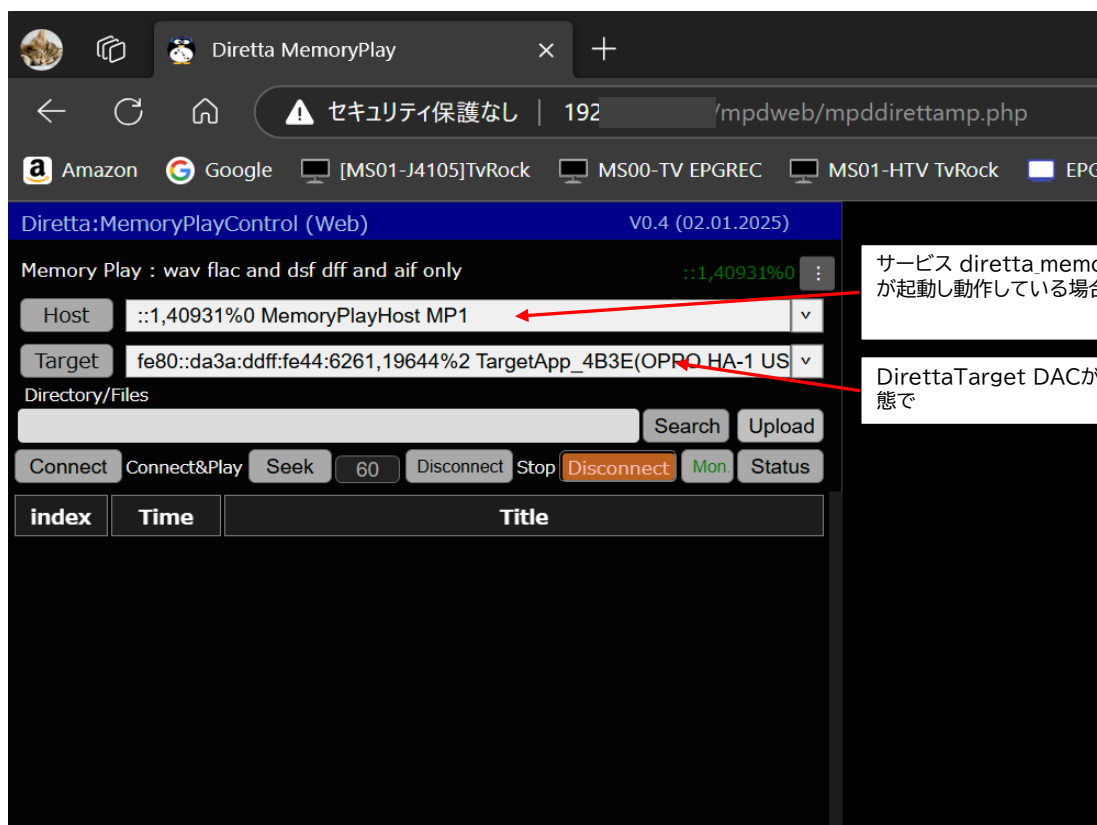 Diretta MemoryPlay
セキュリティ保護なし | 192 /mpdweb/mpddirettamp.php
Amazon Google [MS01-J4105]TvRock MS00-TV EPGREC MS01-HTV TvRock EPG
Diretta:MemoryPlayControl (Web) V0.4 (02.01.2025)
Memory Play : wav flac and dsf dff and aif only ::1,40931%0
サービス diretta_memo
が起動し動作している場合
Host ::1,40931%0 MemoryPlayHost MP1
Target fe80::da3a:ddff:fe44:6261,19644%2 TargetApp_4B3E(OPPO HA-1 US
DirettaTarget DACが
態で
Directory/Files
Search Upload
Connect Connect&Play Seek 60 Disconnect Stop Disconnect Mon. Status
index Time Title